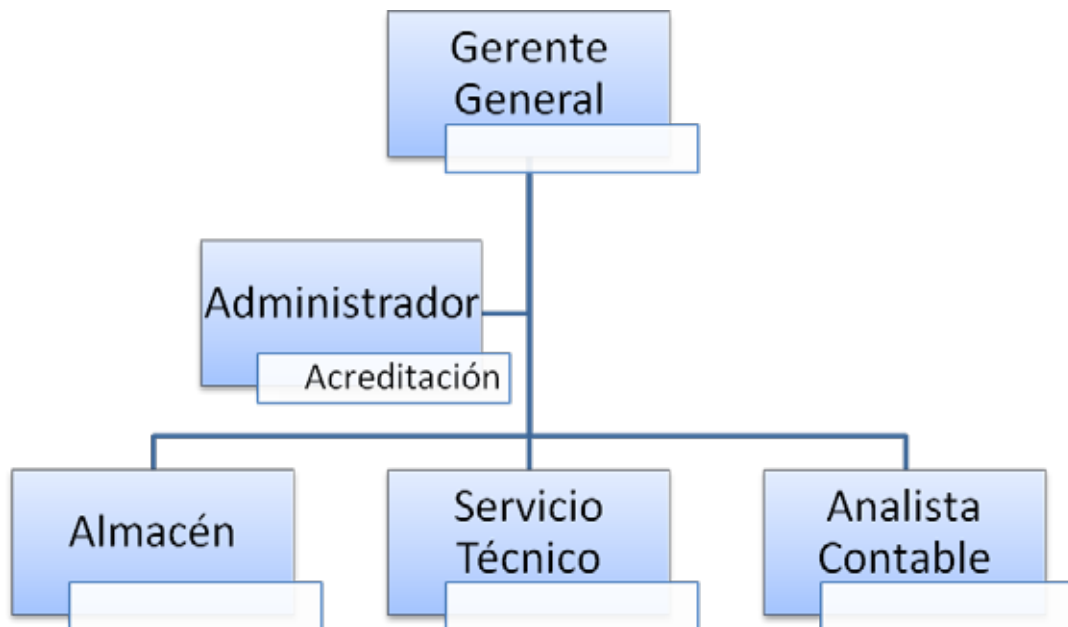 Gerente
General
Administrador
Acreditación
Almacén
Servicio
Técnico
Analista
Contable